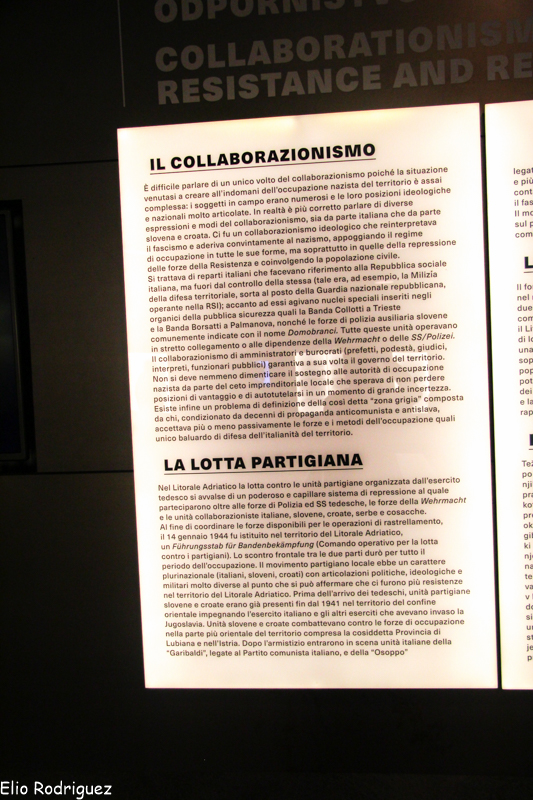 ODPORNIŠTVO
COLLABORATIONISM
RESISTANCE AND RE
IL COLLABORAZIONISMO
È difficile parlare di un unico volto del collaborazionismo poiché la situazione
venutasi a creare all'indomani dell'occupazione nazista del territorio è assai
complessa: i soggetti in campo erano numerosi e le loro posizioni ideologiche
e nazionali molto articolate. In realtà è più corretto parlare di diverse
espressioni e modi del collaborazionismo, sia da parte italiana che da parte
slovena e croata. Ci fu un collaborazionismo ideologico che reinterpretava
il fascismo e aderiva convintamente al nazismo, appoggiando il regime
di occupazione in tutte le sue forme, ma soprattutto in quelle della repressione
delle forze della Resistenza e coinvolgendo la popolazione civile.
Si trattava di reparti italiani che facevano riferimento alla Repubblica sociale
italiana, ma fuori dal controllo della stessa (tale era, ad esempio, la Milizia
della difesa territoriale, sorta al posto della Guardia nazionale repubblicana,
operante nella RSI); accanto ad essi agivano nuclei speciali inseriti negli
organici della pubblica sicurezza quali la Banda Collotti a Trieste
e la Banda Borsatti a Palmanova, nonché le forze di polizia ausiliaria slovene
comunemente indicate con il nome Domobranci. Tutte queste unità operavano
in stretto collegamento o alle dipendenze della Wehrmacht o delle SS/Polizei.
Il collaborazionismo di amministratori e burocrati (prefetti, podestà, giudici,
interpreti, funzionari pubblici) garantiva a sua volta il governo del territorio.
Non si deve nemmeno dimenticare il sostegno alle autorità di occupazione
nazista da parte del ceto imprenditoriale locale che sperava di non perdere
posizioni di vantaggio e di autotutelarsi in un momento di grande incertezza.
Esiste infine un problema di definizione della così detta "zona grigia" composta
da chi, condizionato da decenni di propaganda anticomunista e antislava,
accettava più o meno passivamente le forze e i metodi dell'occupazione quali
unico baluardo di difesa dell'italianità del territorio.
LA LOTTA PARTIGIANA
Nel Litorale Adriatico la lotta contro le unità partigiane organizzata dall'esercito
tedesco si avvalse di un poderoso e capillare sistema di repressione al quale
parteciparono oltre alle forze di Polizia ed SS tedesche, le forze della Wehrmacht
e le unità collaborazioniste italiane, slovene, croate, serbe e cosacche.
Al fine di coordinare le forze disponibili per le operazioni di rastrellamento,
il 14 gennaio 1944 fu istituito nel territorio del Litorale Adriatico,
un Führungsstab für Bandenbekämpfung (Comando operativo per la lotta
contro i partigiani). Lo scontro frontale tra le due parti durò per tutto il
periodo dell'occupazione. Il movimento partigiano locale ebbe un carattere
plurinazionale (italiani, sloveni, croati) con articolazioni politiche, ideologiche e
militari molto diverse al punto che si può affermare che ci furono più resistenze
nel territorio del Litorale Adriatico. Prima dell'arrivo dei tedeschi, unità partigiane
slovene e croate erano già presenti fin dal 1941 nel territorio del confine
orientale impegnando l'esercito italiano e gli altri eserciti che avevano invaso la
Jugoslavia. Unità slovene e croate combattevano contro le forze di occupazione
nella parte più orientale del territorio compresa la cosiddetta Provincia di
Lubiana e nell'Istria. Dopo l'armistizio entrarono in scena unità italiane della
"Garibaldi", legate al Partito comunista italiano, e della "Osoppo"
Elio Rodriguez